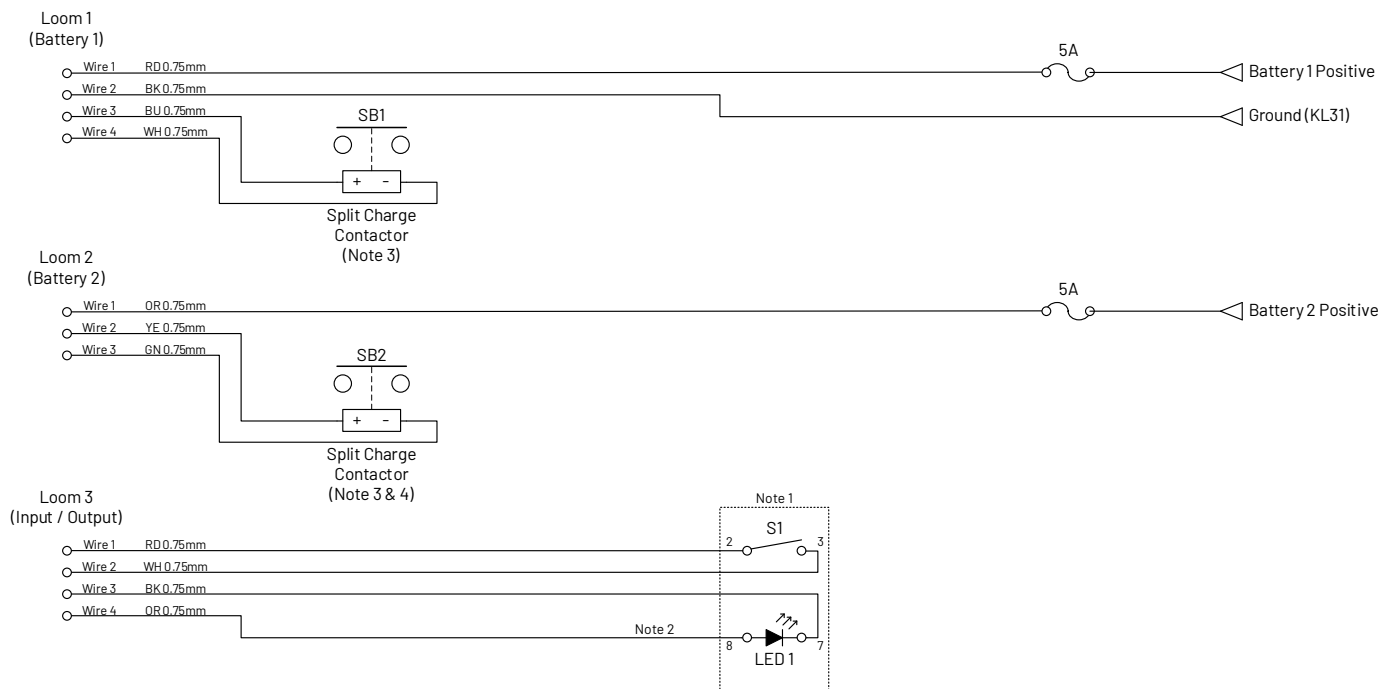 Loom 1
(Battery 1)
Wire 1 RD 0.75mm
5A
Battery 1 Positive
Wire 2 BK 0.75mm
Ground (KL31)
Wire 3 BU 0.75mm
Wire 4 WH 0.75mm
SB1
+ -
Split Charge
Contactor
(Note 3)
Loom 2
(Battery 2)
Wire 1 OR 0.75mm
5A
Battery 2 Positive
Wire 2 YE 0.75mm
Wire 3 GN 0.75mm
SB2
+ -
Split Charge
Contactor
(Note 3 & 4)
Loom 3
(Input / Output)
Note 1
S1
Wire 1 RD 0.75mm
2 3
Wire 2 WH 0.75mm
Wire 3 BK 0.75mm
Wire 4 OR 0.75mm
Note 2
8 7
LED 1